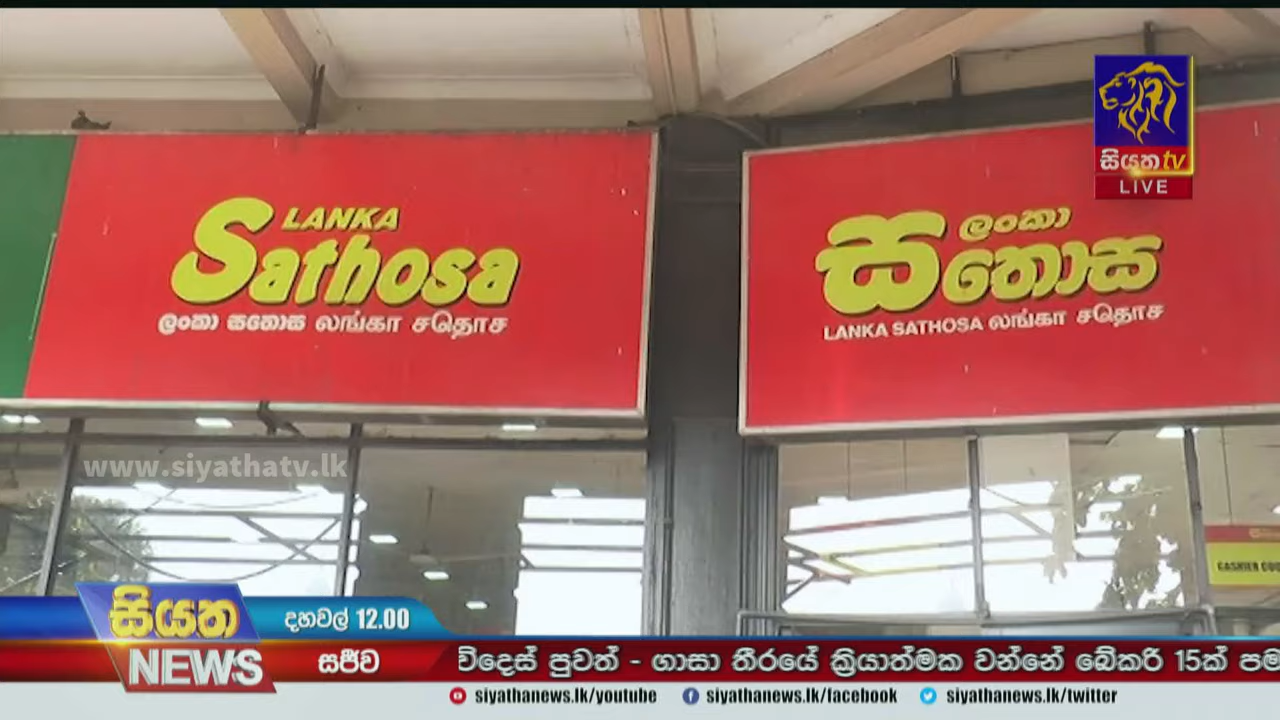 සියත tv
LIVE
LANKA
Sathosa
ලංකා සතොස லங்கா சதொச
ලංකා
සතොස
LANKA SATHOSA லங்கா சதொச
www.siyathatv.lk
සියත
NEWS
දහවල් 12.00
සජීව
විදෙස් පුවත් - ගාසා තීරයේ ක්‍රියාත්මක වන්නේ බේකරි 15ක් පම
siyathanews.lk/youtube
siyathanews.lk/facebook
siyathanews.lk/twitter